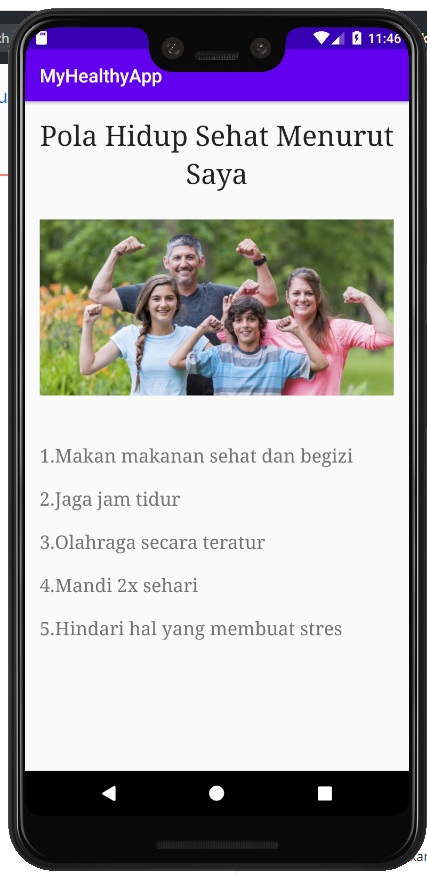 11:46
MyHealthyApp
Pola Hidup Sehat Menurut
Saya
1.Makan makanan sehat dan begizi
2.Jaga jam tidur
3.Olahraga secara teratur
4.Mandi 2x sehari
5.Hindari hal yang membuat stres